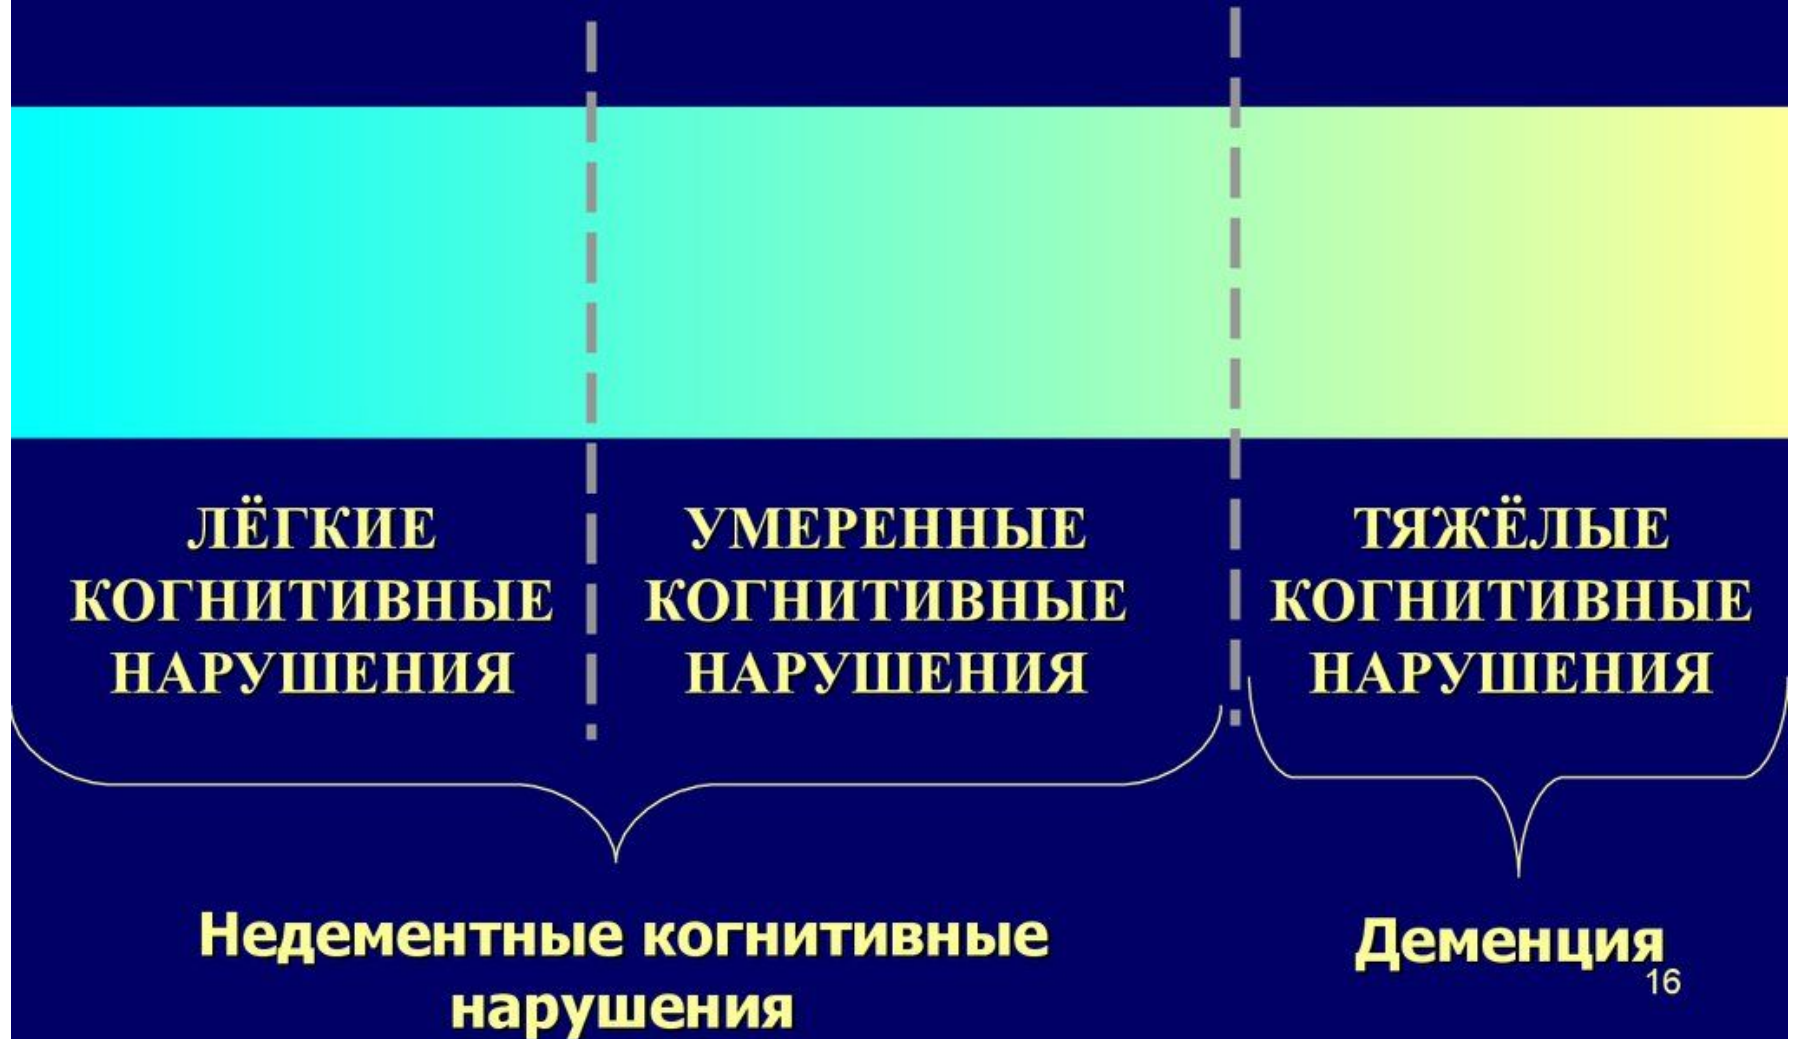 ЛЁГКИЕ
КОГНИТИВНЫЕ
НАРУШЕНИЯ
УМЕРЕННЫЕ
КОГНИТИВНЫЕ
НАРУШЕНИЯ
ТЯЖЁЛЫЕ
КОГНИТИВНЫЕ
НАРУШЕНИЯ
Недементные когнитивные
нарушения
Деменция
16